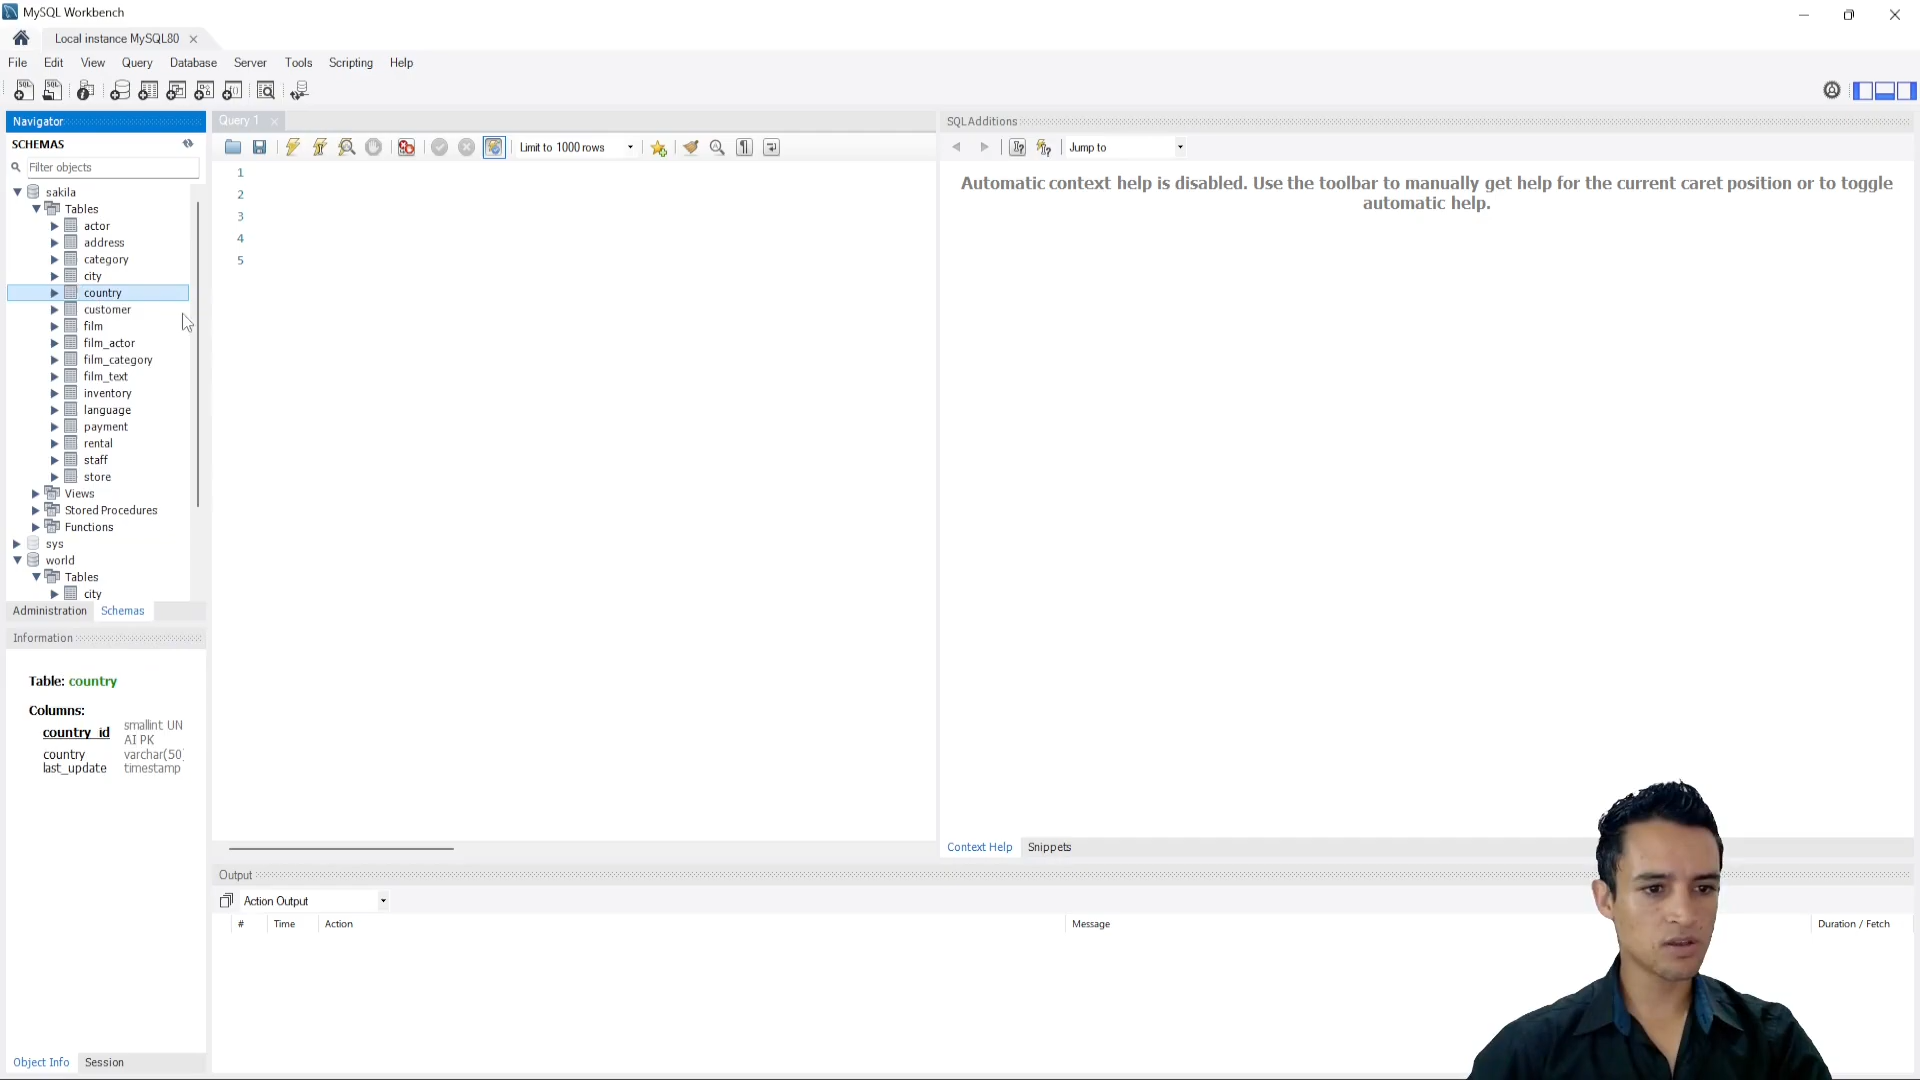 MySQL Workbench
Local instance MySQL80
File Edit View Query Database Server Tools Scripting Help
Navigator
SCHEMAS
Filter objects
sakila
Tables
actor
address
category
city
country
customer
film
film_actor
film_category
film_text
inventory
language
payment
rental
staff
store
Views
Stored Procedures
Functions
sys
world
Tables
city
Administration Schemas
Information
Table: country
Columns:
country_id smallint UN AI PK
country varchar(50)
last_update timestamp
Object Info Session
Query 1
Limit to 1000 rows
1
2
3
4
5
SQLAdditions
Jump to
Automatic context help is disabled. Use the toolbar to manually get help for the current caret position or to toggle
automatic help.
Context Help Snippets
Output
Action Output
# Time Action Message Duration / Fetch